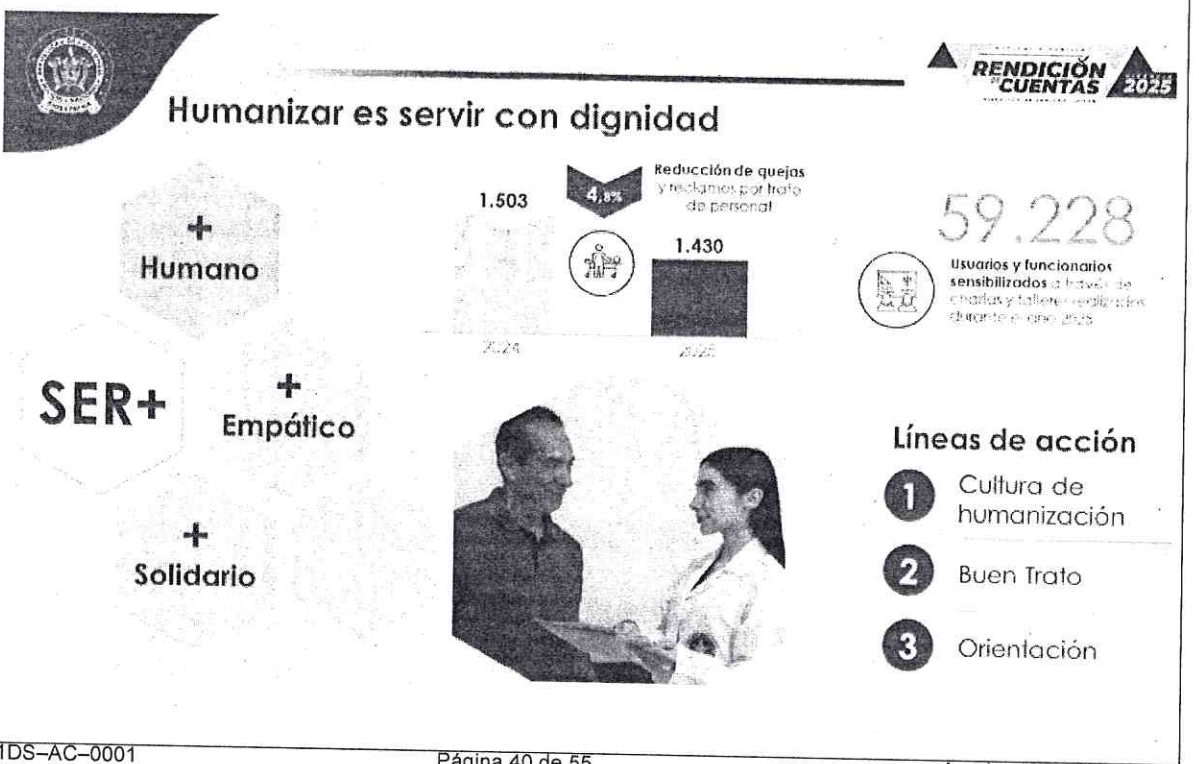 RENDICIÓN
DE CUENTAS
2025
Humanizar es servir con dignidad
+
Humano
SER+
+
Empático
+
Solidario
1.503
2024
4,8%
Reducción de quejas
y reclamos por trato
de personal
1.430
2025
59.228
Usuarios y funcionarios
sensibilizados a través de
charlas y talleres realizados
durante el año 2025
Líneas de acción
1
Cultura de
humanización
2
Buen Trato
3
Orientación
1DS–AC–0001
Página 40 de 55